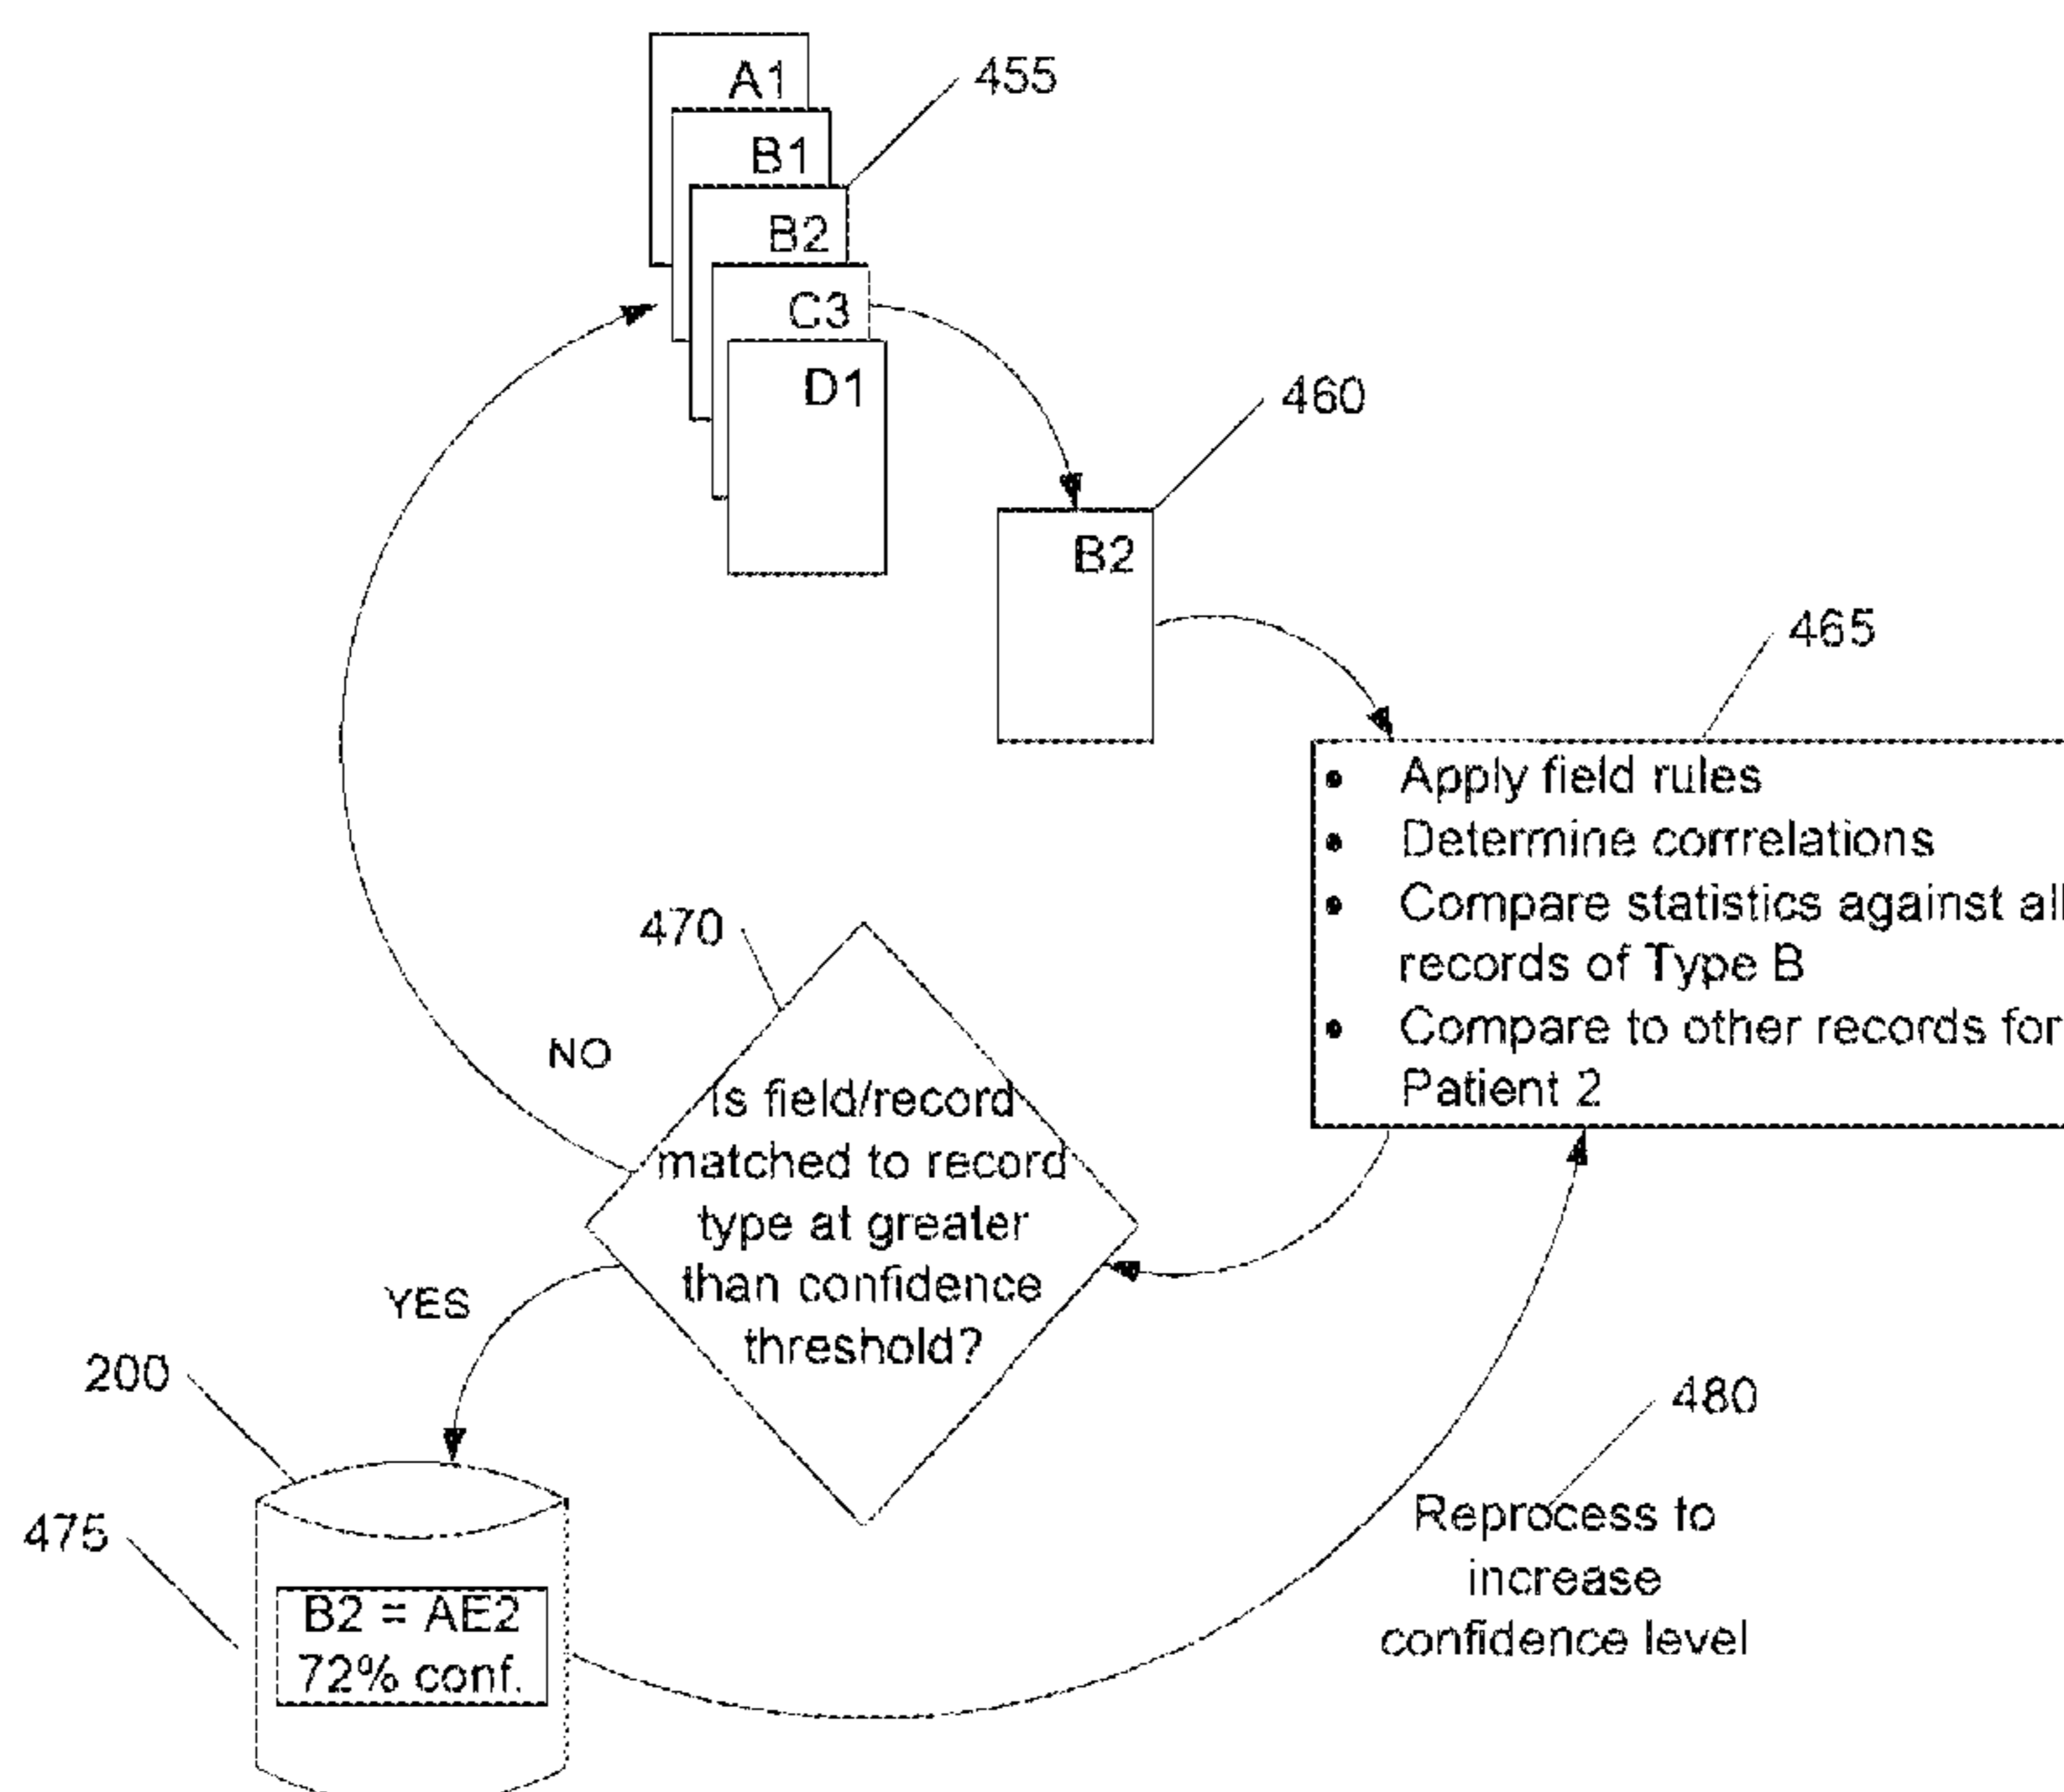 A1
455
B1
B2
C3
D1
460
B2
465
• Apply field rules
• Determine corrrelations
• Compare statistics against all
records of Type B
• Compare to other records for
Patient 2
470
NO
Is field/record
matched to record
type at greater
than confidence
threshold?
YES
200
480
475
Reprocess to
increase
confidence level
B2 = AE2
72% conf.